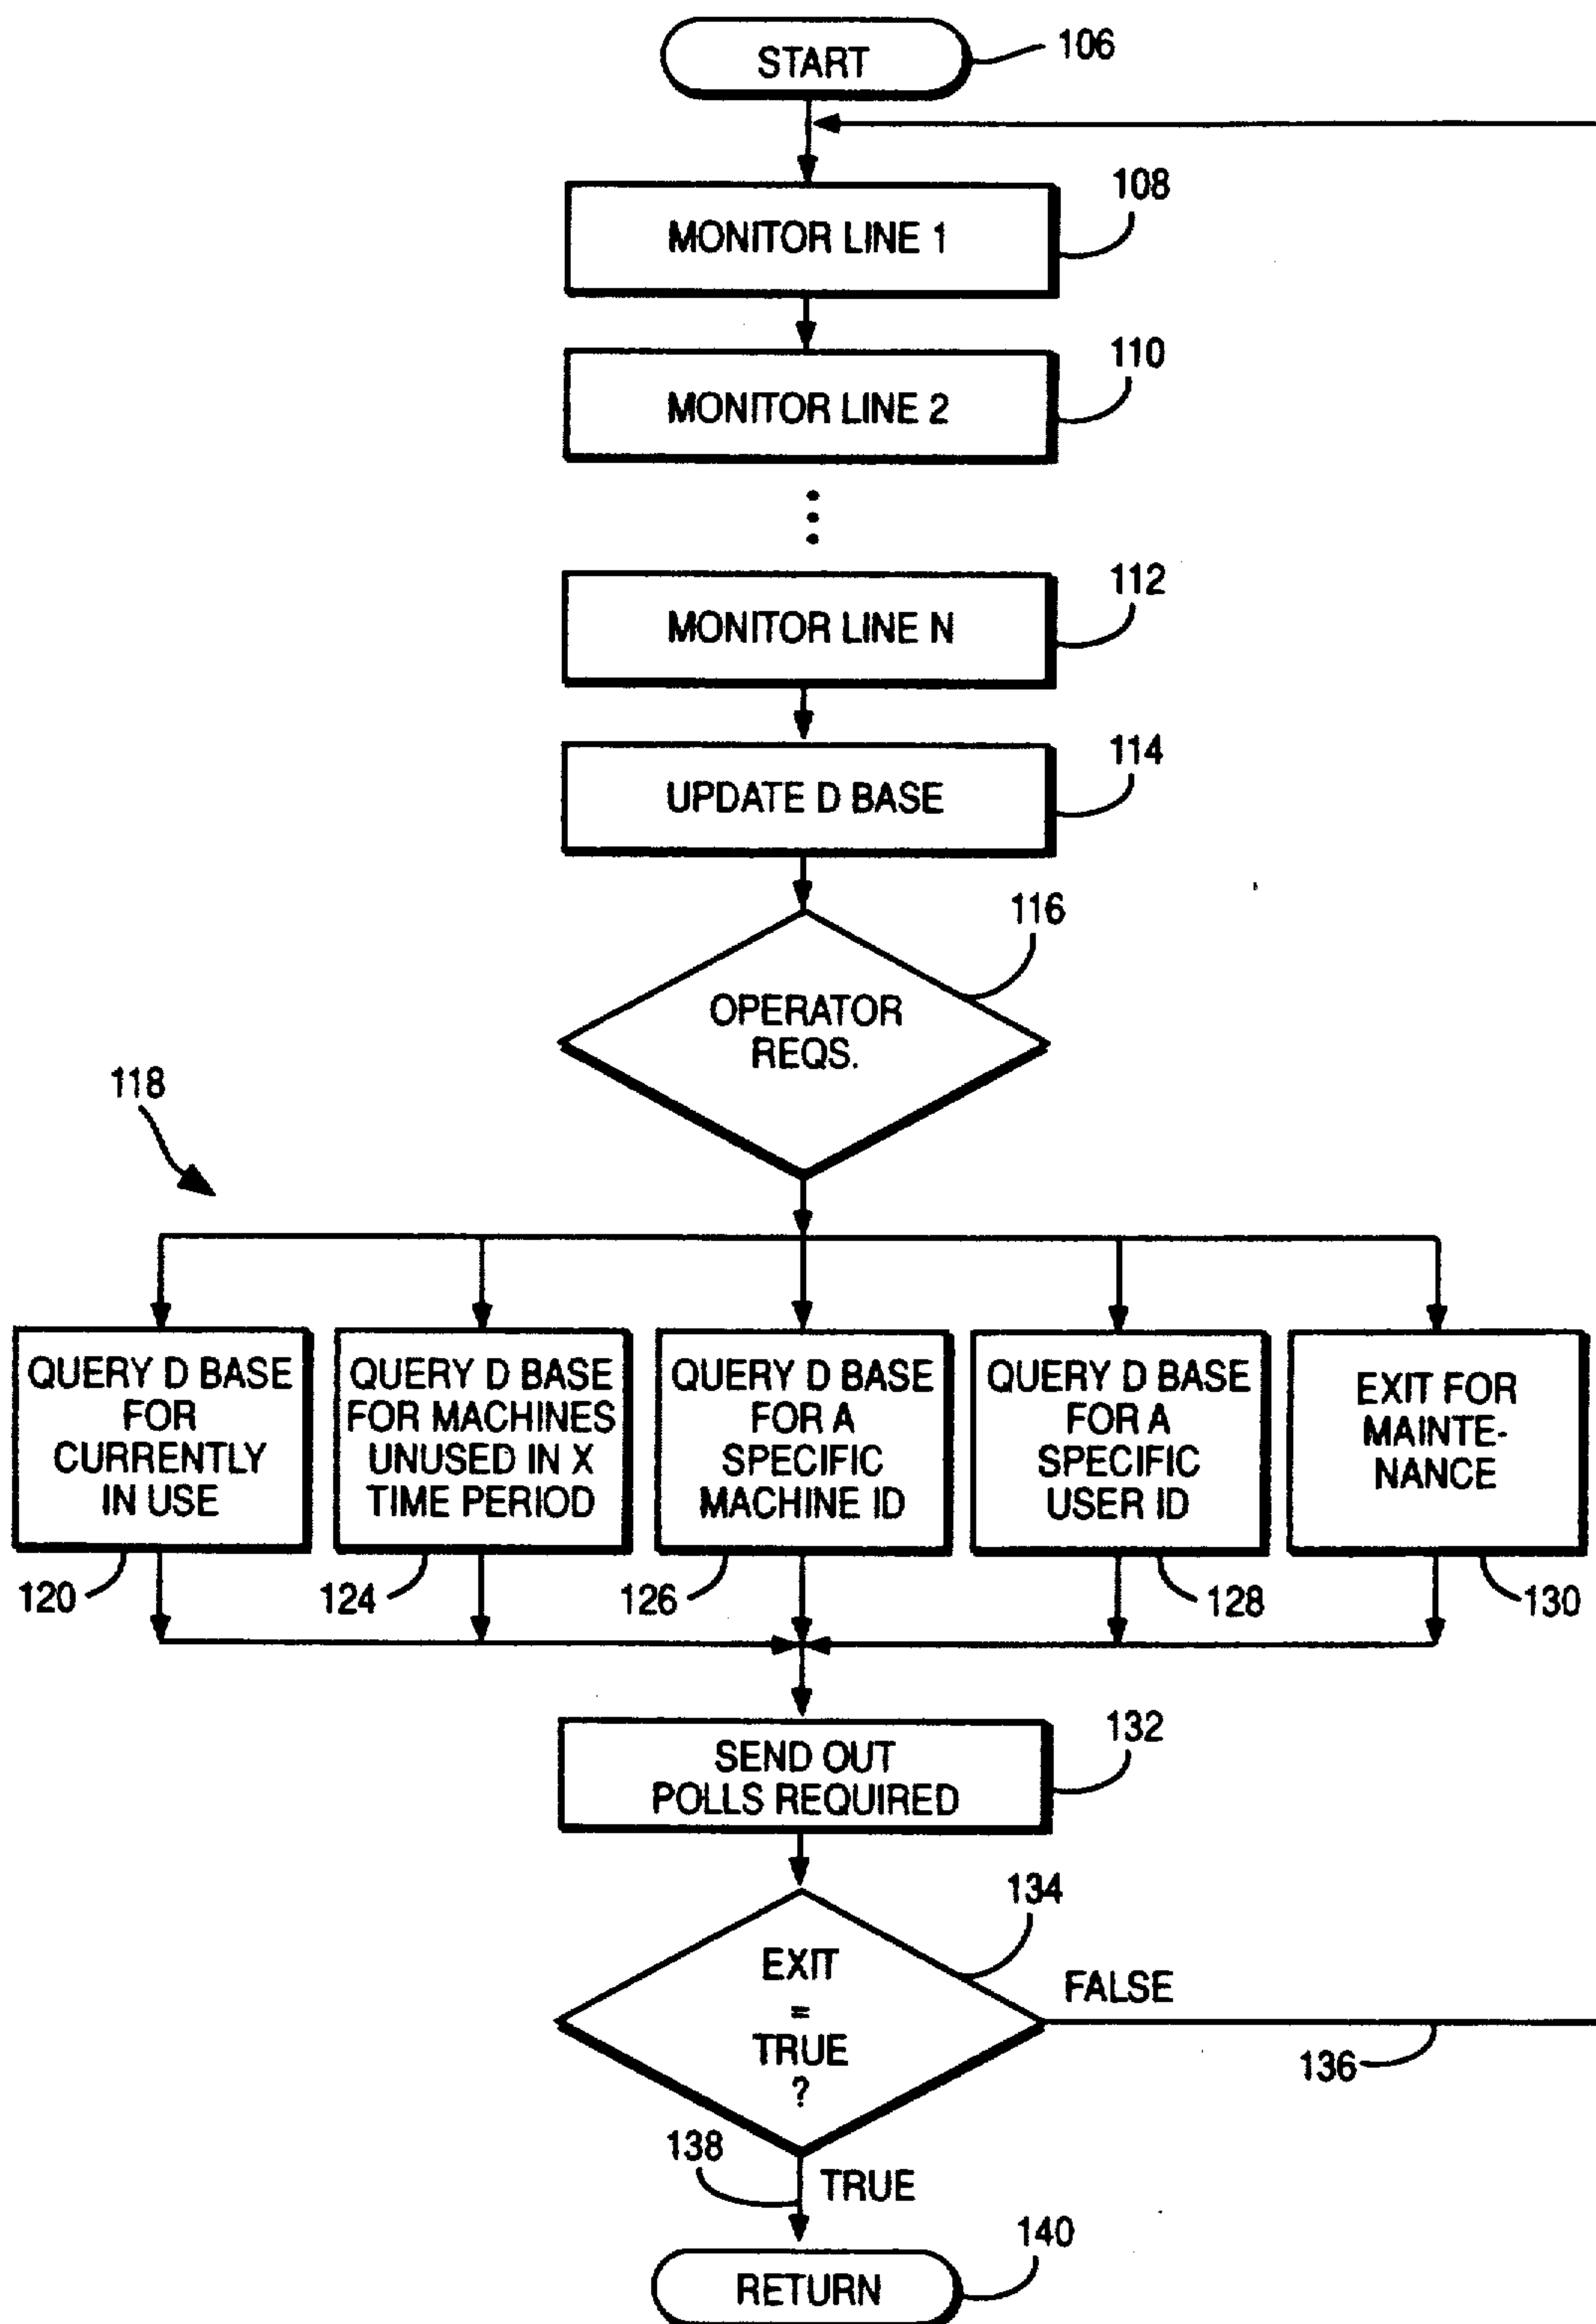 START
106
MONITOR LINE 1
108
MONITOR LINE 2
110
MONITOR LINE N
112
UPDATE D BASE
114
OPERATOR
REQS.
116
118
QUERY D BASE
FOR
CURRENTLY
IN USE
120
QUERY D BASE
FOR MACHINES
UNUSED IN X
TIME PERIOD
124
QUERY D BASE
FOR A
SPECIFIC
MACHINE ID
126
QUERY D BASE
FOR A
SPECIFIC
USER ID
128
EXIT FOR
MAINTE-
NANCE
130
SEND OUT
POLLS REQUIRED
132
EXIT
=
TRUE
?
134
FALSE
136
138
TRUE
RETURN
140